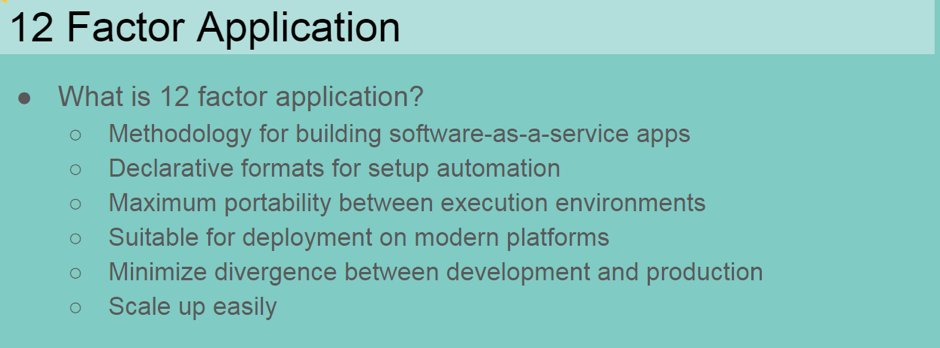 12 Factor Application
● What is 12 factor application?
○ Methodology for building software-as-a-service apps
○ Declarative formats for setup automation
○ Maximum portability between execution environments
○ Suitable for deployment on modern platforms
○ Minimize divergence between development and production
○ Scale up easily